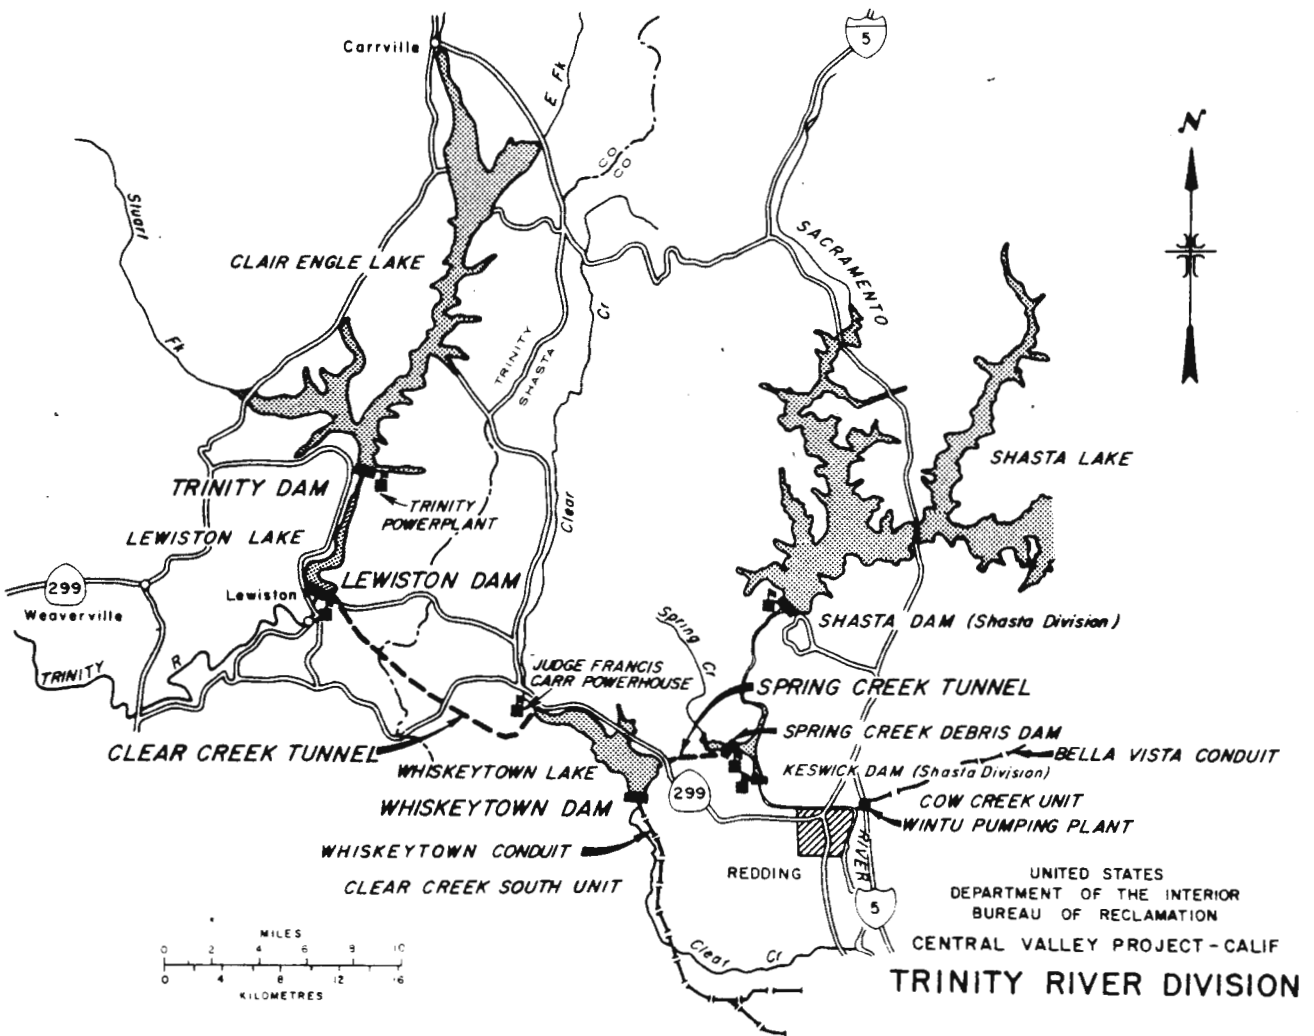 5
Carrville
E Fk
CO
CO
N
Stuart
Fk
SACRAMENTO
CLAIR ENGLE LAKE
Cr
TRINITY
SHASTA
SHASTA LAKE
TRINITY DAM
TRINITY
POWERPLANT
Clear
LEWISTON LAKE
LEWISTON DAM
299
Weaverville
Lewiston
SHASTA DAM (Shasta Division)
Spring
Cr
TRINITY
R
JUDGE FRANCIS
CARR POWERHOUSE
SPRING CREEK TUNNEL
CLEAR CREEK TUNNEL
SPRING CREEK DEBRIS DAM
BELLA VISTA CONDUIT
WHISKEYTOWN LAKE
KESWICK DAM (Shasta Division)
299
COW CREEK UNIT
WHISKEYTOWN DAM
WINTU PUMPING PLANT
RIVER
WHISKEYTOWN CONDUIT
REDDING
CLEAR CREEK SOUTH UNIT
5
UNITED STATES
DEPARTMENT OF THE INTERIOR
BUREAU OF RECLAMATION
CENTRAL VALLEY PROJECT - CALIF
TRINITY RIVER DIVISION
Clear
Cr
MILES
0 2 4 6 8 10
0 4 8 12 16
KILOMETRES